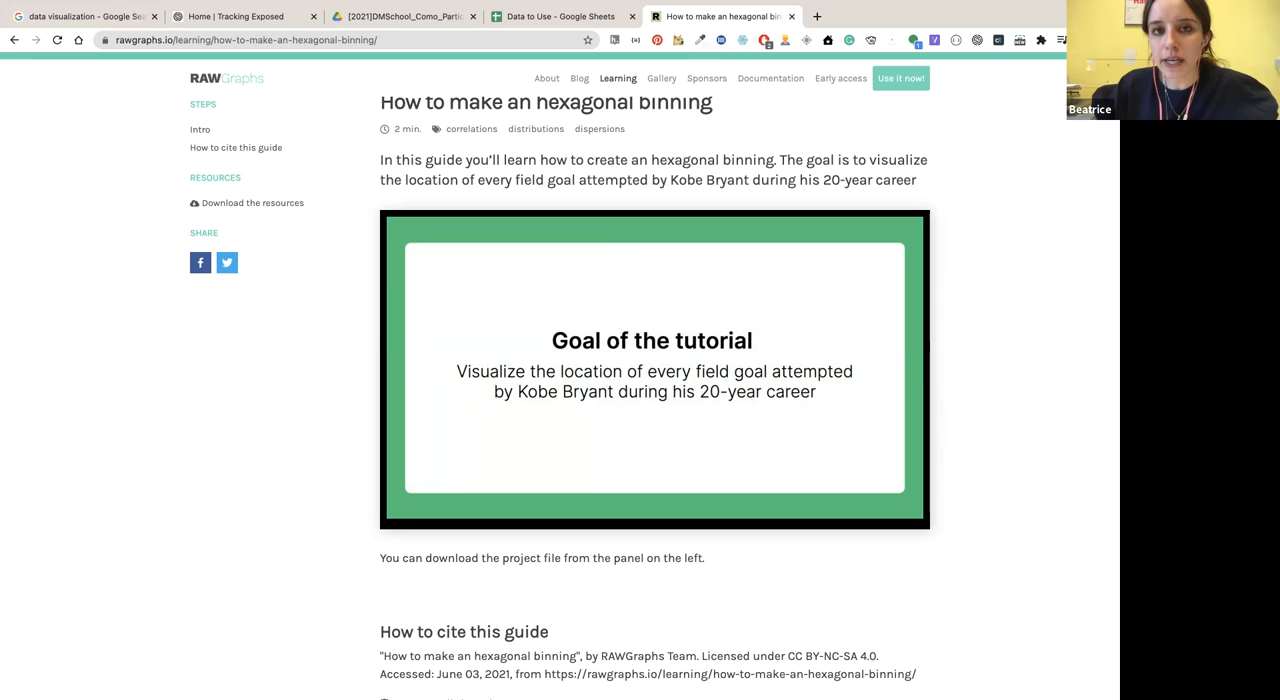 data visualization - Google Sea
Home | Tracking Exposed
[2021]DMSchool_Como_Partic
Data to Use - Google Sheets
How to make an hexagonal bin
rawgraphs.io/learning/how-to-make-an-hexagonal-binning/
Beatrice
RAWGraphs
About Blog Learning Gallery Sponsors Documentation Early access Use it now!
STEPS
Intro
How to cite this guide
RESOURCES
Download the resources
SHARE
How to make an hexagonal binning
2 min. correlations distributions dispersions
In this guide you'll learn how to create an hexagonal binning. The goal is to visualize
the location of every field goal attempted by Kobe Bryant during his 20-year career
Goal of the tutorial
Visualize the location of every field goal attempted
by Kobe Bryant during his 20-year career
You can download the project file from the panel on the left.
How to cite this guide
"How to make an hexagonal binning", by RAWGraphs Team. Licensed under CC BY-NC-SA 4.0.
Accessed: June 03, 2021, from https://rawgraphs.io/learning/how-to-make-an-hexagonal-binning/